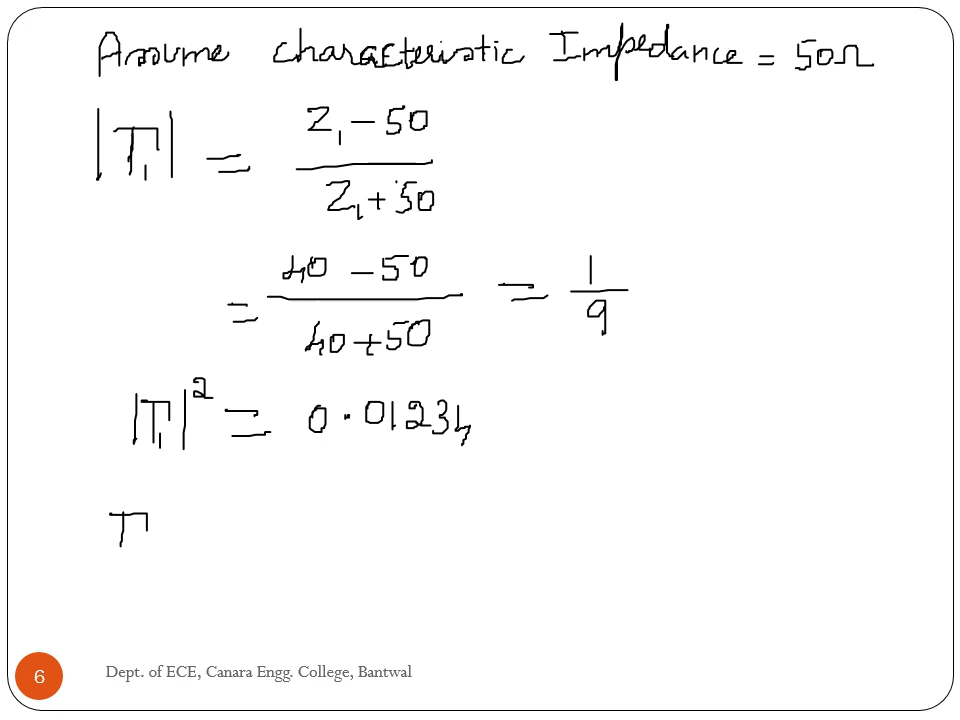 Assume characteristic Impedance = 50Ω
|Γ₁| = (Z₁ - 50) / (Z₁ + 50)
= (40 - 50) / (40 + 50) = 1/9
|Γ₁|² = 0.01234
Γ
6
Dept. of ECE, Canara Engg. College, Bantwal